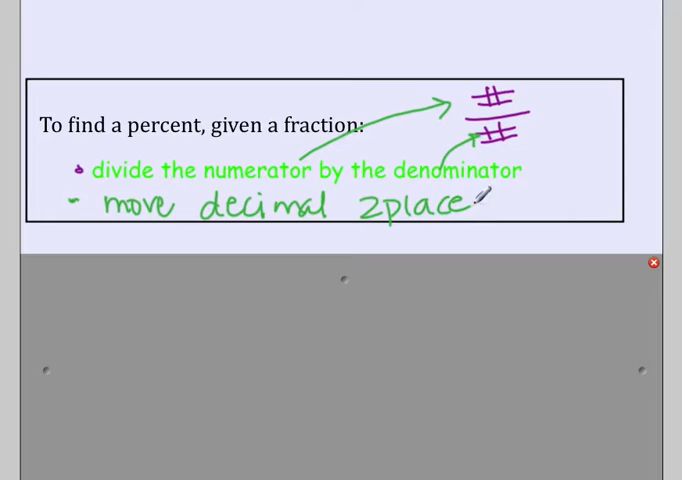 #
#
To find a percent, given a fraction:
• divide the numerator by the denominator
- move decimal 2place